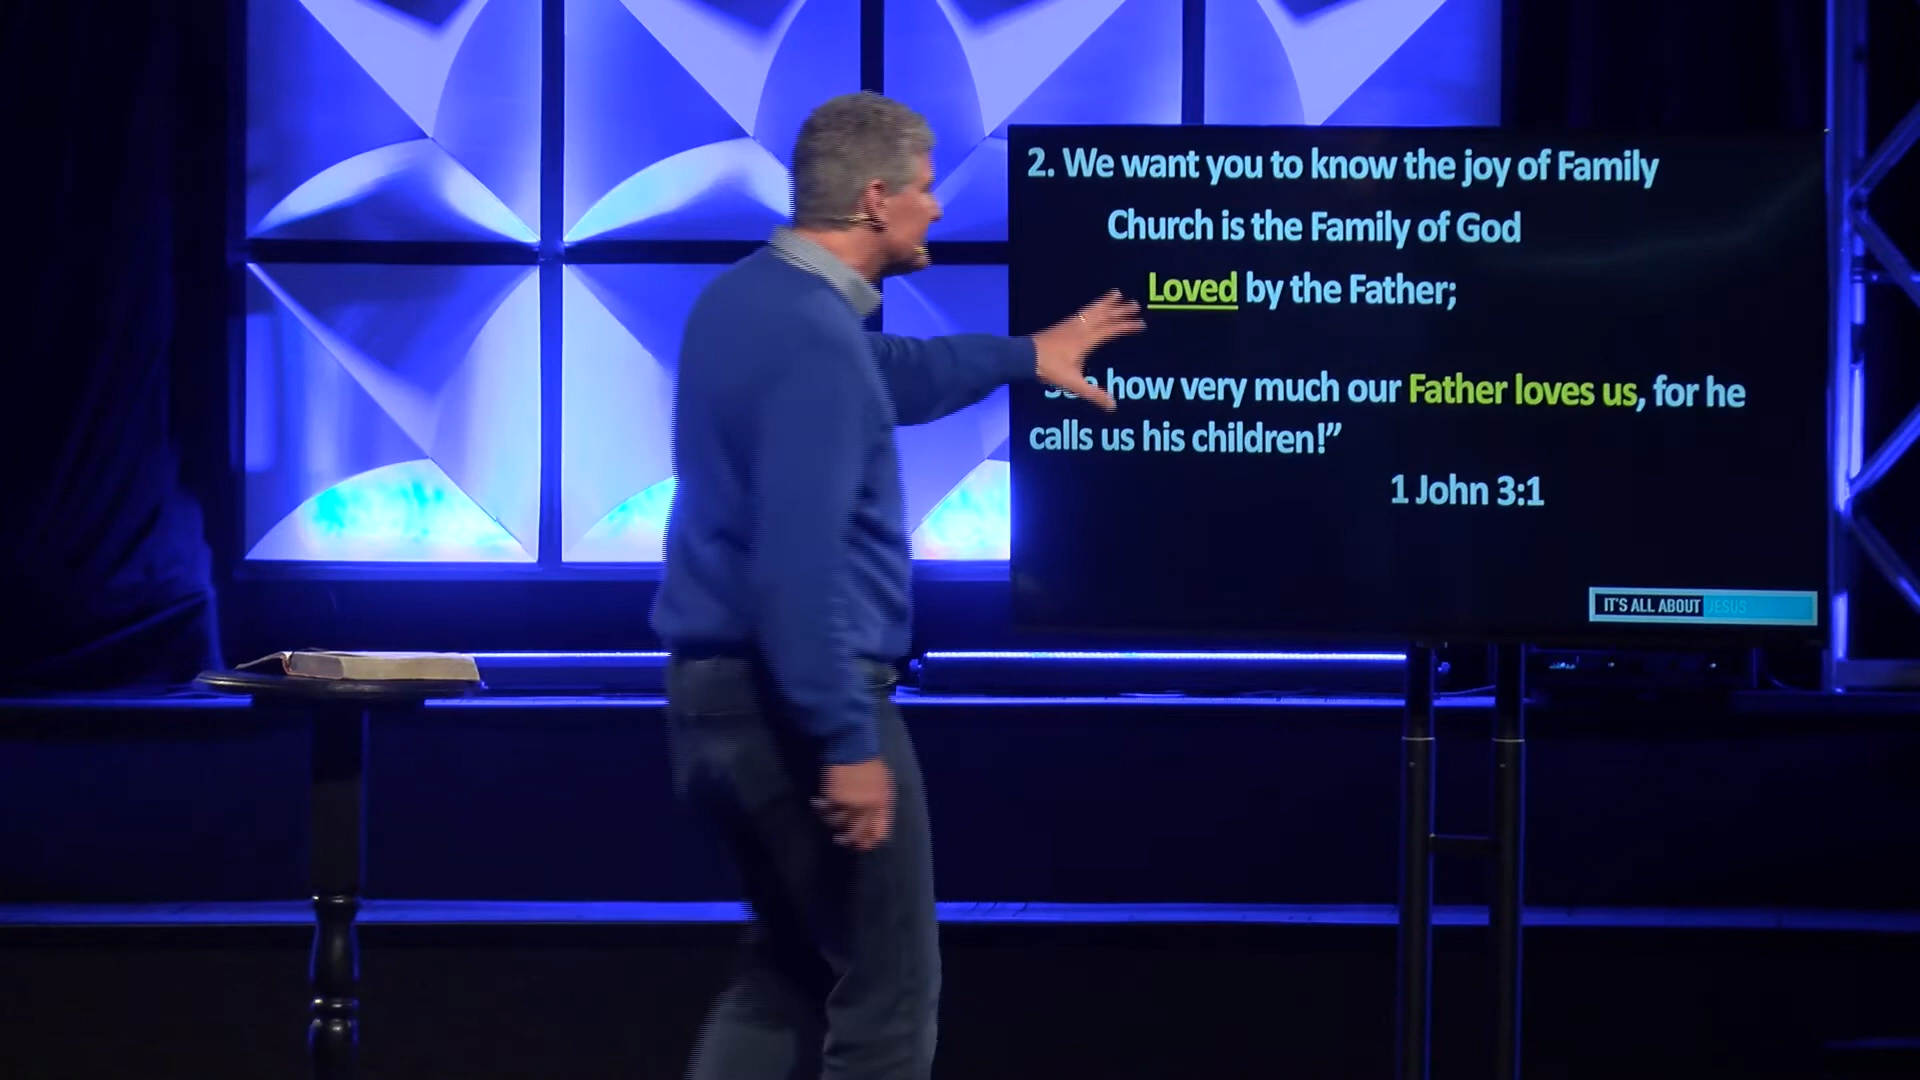 2. We want you to know the joy of Family
Church is the Family of God
Loved by the Father;
how very much our Father loves us, for he
calls us his children!”
1 John 3:1
IT'S ALL ABOUT JESUS